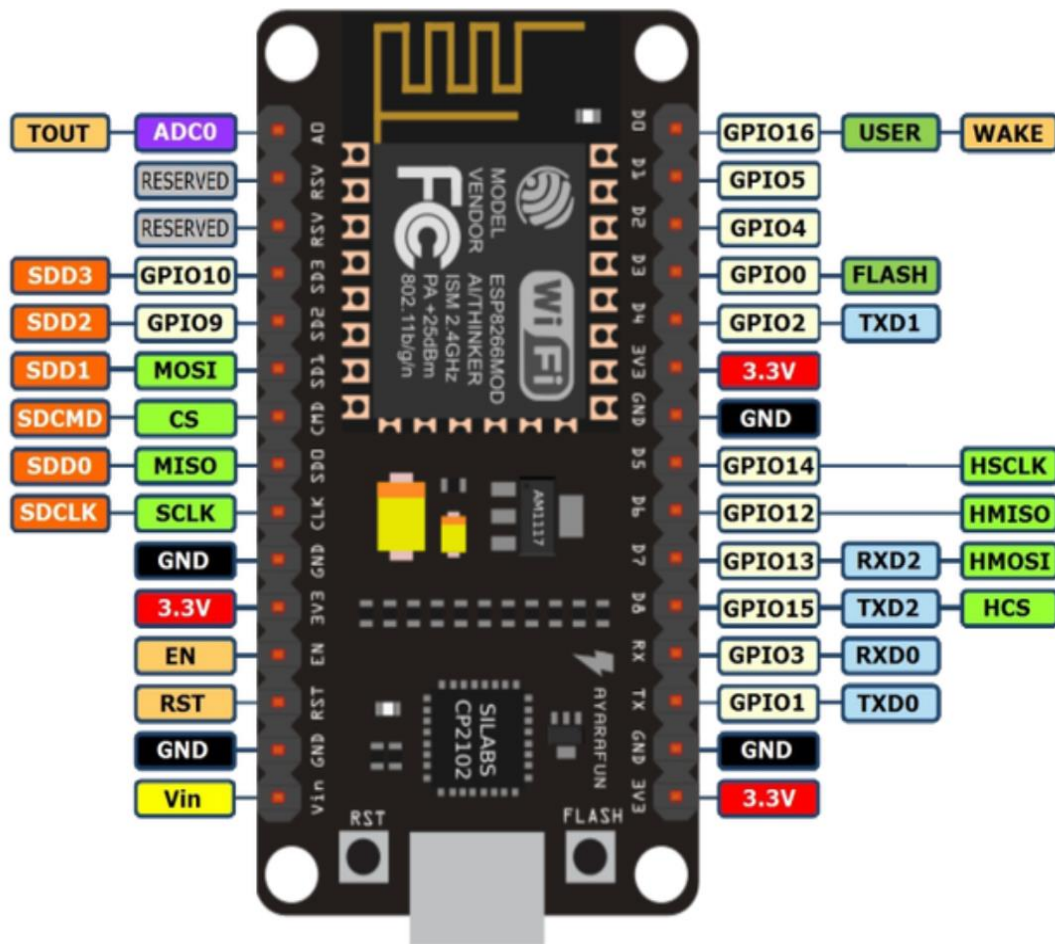 TOUT ADC0 A0 D0 GPIO16 USER WAKE
RESERVED RSV D1 GPIO5
RESERVED RSV D2 GPIO4
SDD3 GPIO10 SD3 D3 GPIO0 FLASH
SDD2 GPIO9 SD2 D4 GPIO2 TXD1
SDD1 MOSI SD1 3V3 3.3V
SDCMD CS CMD GND GND
SDD0 MISO SD0 D5 GPIO14 HSCLK
SDCLK SCLK CLK D6 GPIO12 HMISO
GND GND D7 GPIO13 RXD2 HMOSI
3.3V 3V3 D8 GPIO15 TXD2 HCS
EN EN RX GPIO3 RXD0
RST RST TX GPIO1 TXD0
GND GND GND GND
Vin Vin 3V3 3.3V
MODEL ESP8266MOD
VENDOR AI/THINKER
ISM 2.4GHz
PA +25dBm
802.11b/g/n
FC
WiFi
AM1117
SILABS
CP2102
AYARAFUN
RST
FLASH